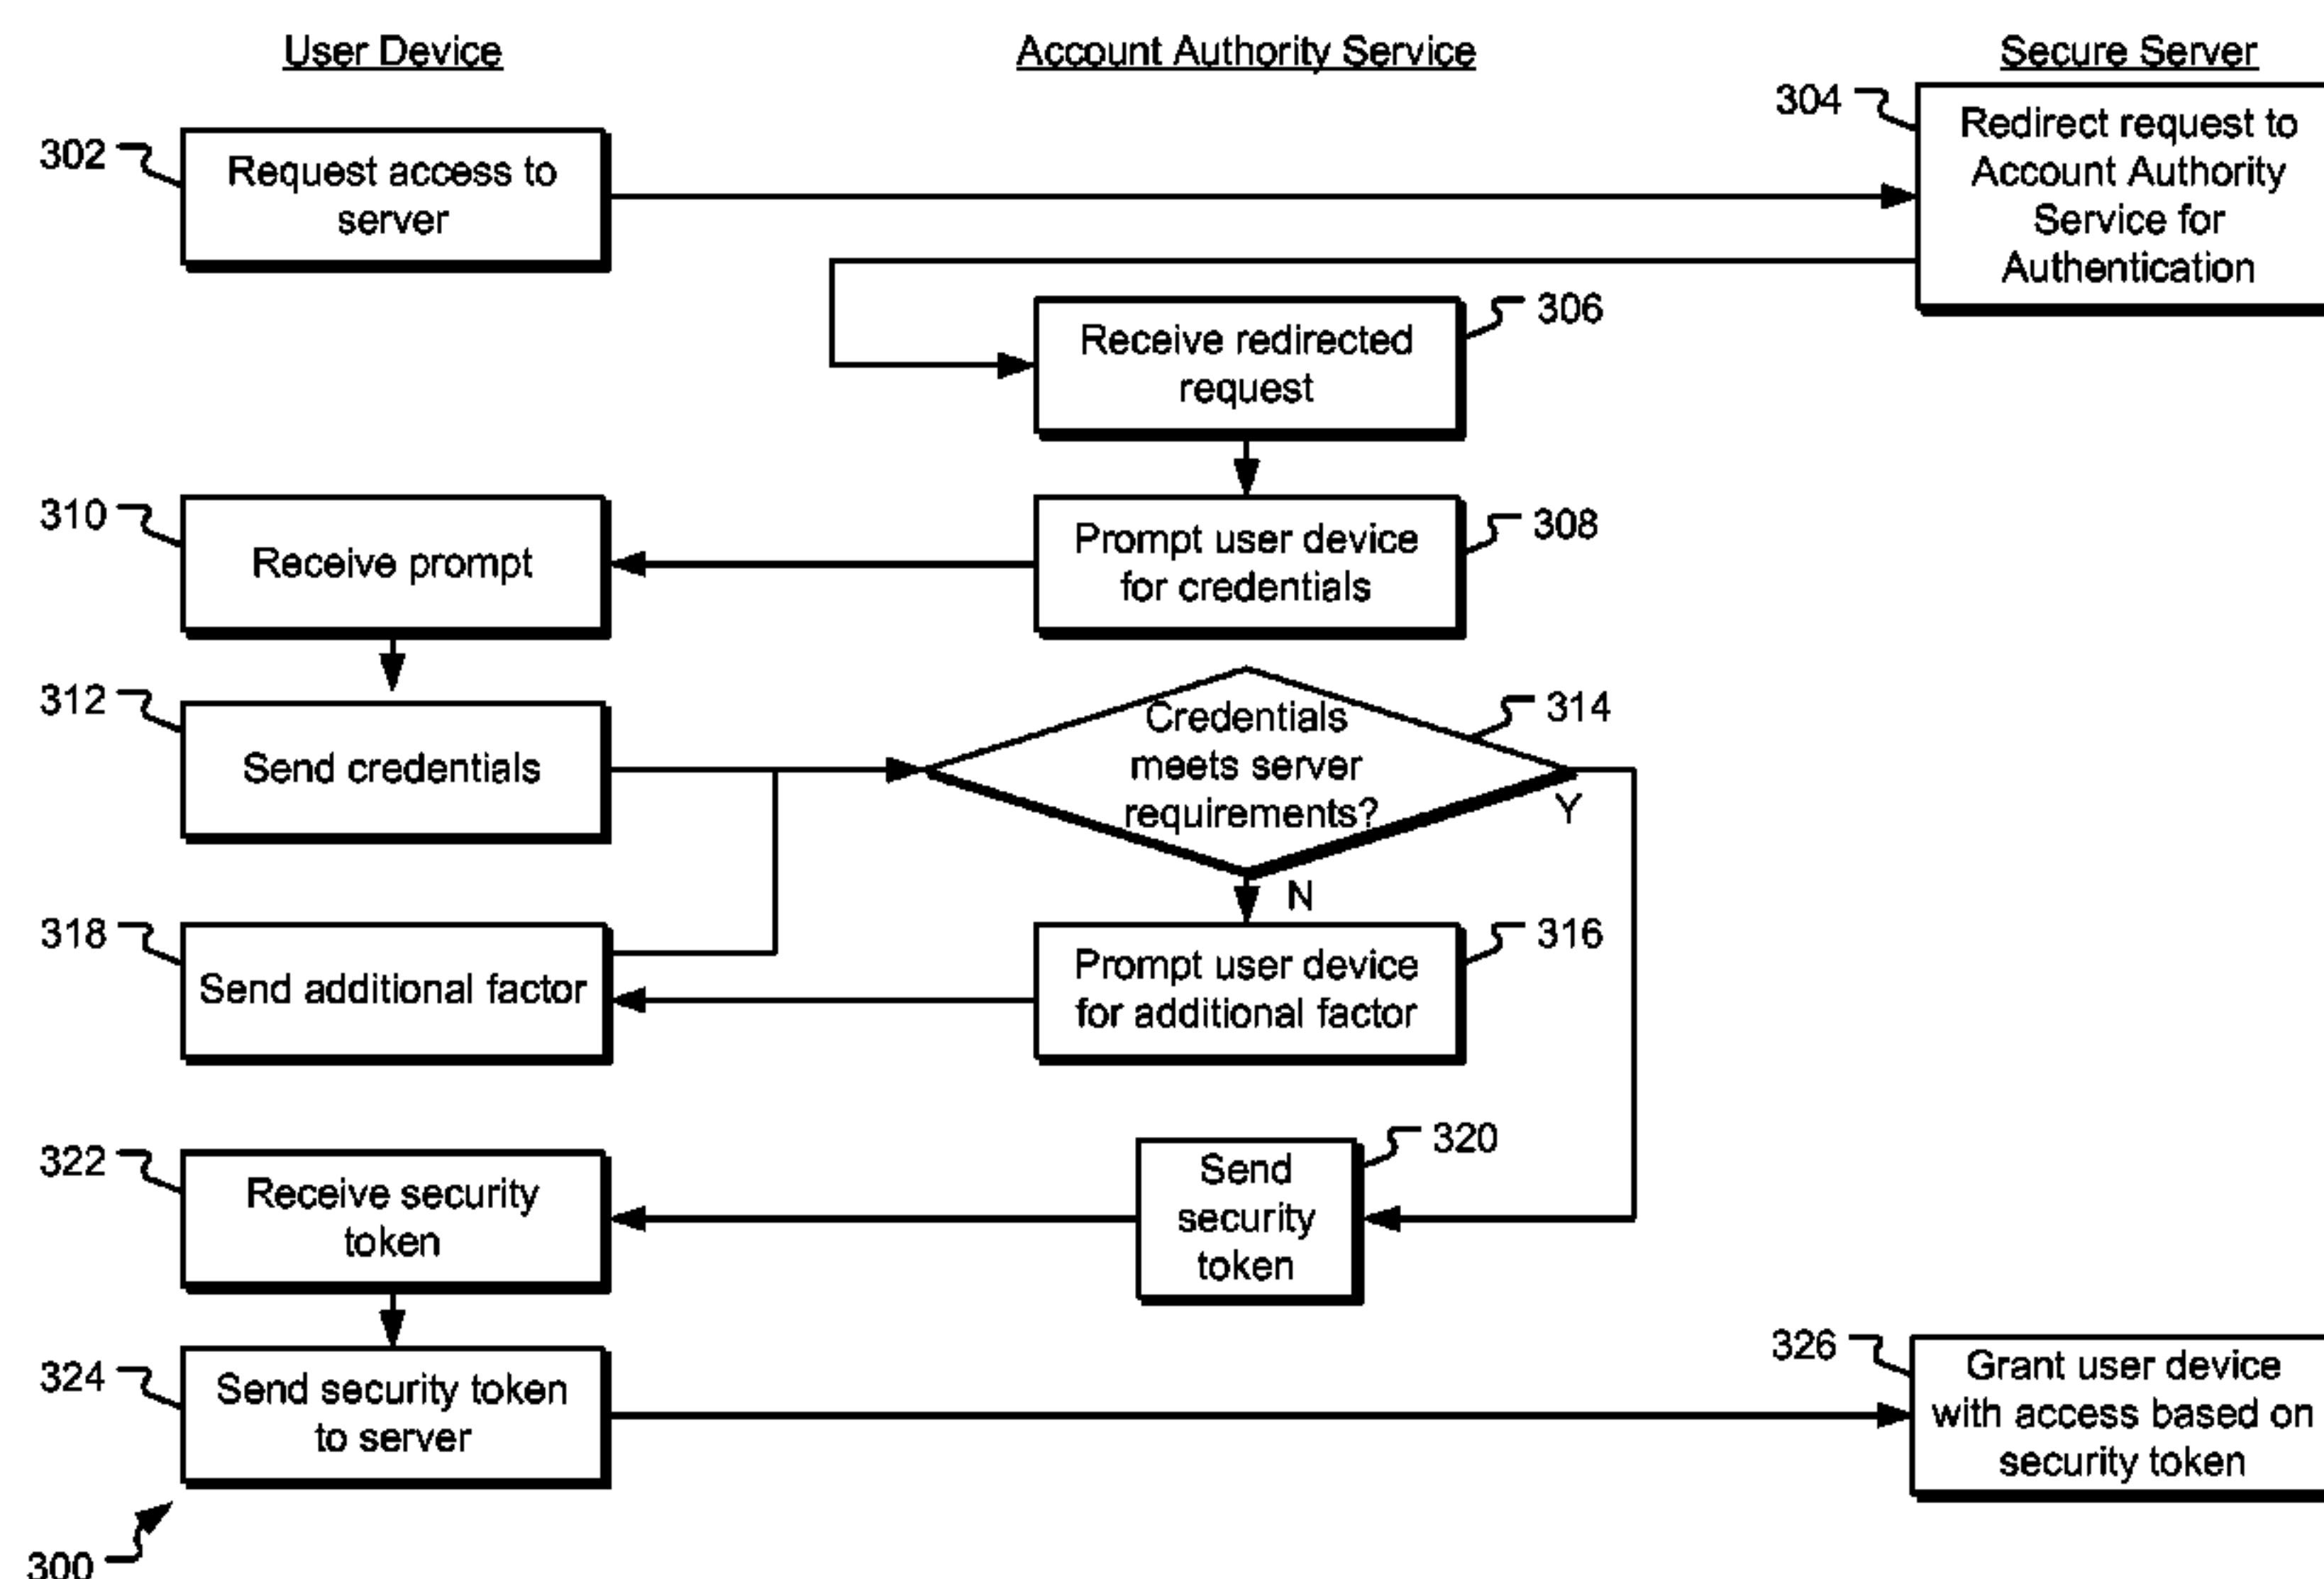 User Device
Account Authority Service
Secure Server
302
Request access to
server
304
Redirect request to
Account Authority
Service for
Authentication
306
Receive redirected
request
308
Prompt user device
for credentials
310
Receive prompt
312
Send credentials
314
Credentials
meets server
requirements?
Y
N
316
Prompt user device
for additional factor
318
Send additional factor
320
Send
security
token
322
Receive security
token
324
Send security token
to server
326
Grant user device
with access based on
security token
300